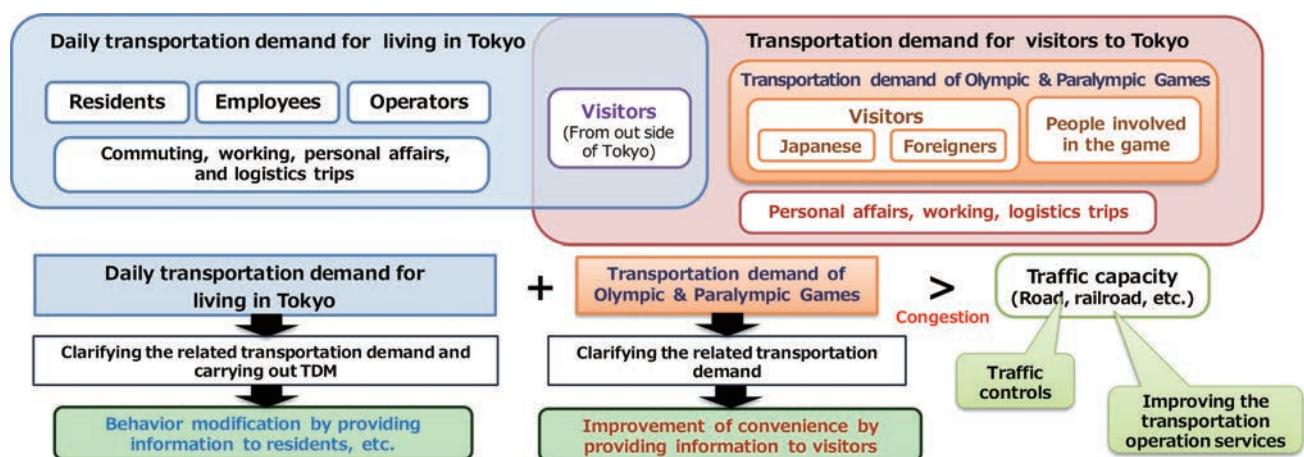 Daily transportation demand for living in Tokyo
Residents
Employees
Operators
Commuting, working, personal affairs,
and logistics trips
Visitors
(From out side
of Tokyo)
Transportation demand for visitors to Tokyo
Transportation demand of Olympic & Paralympic Games
Visitors
Japanese
Foreigners
People involved
in the game
Personal affairs, working, logistics trips
Daily transportation demand for
living in Tokyo
+
Transportation demand of
Olympic & Paralympic Games
>
Congestion
Traffic capacity
(Road, railroad, etc.)
Clarifying the related transportation demand and
carrying out TDM
Clarifying the related transportation
demand
Traffic
controls
Improving the
transportation
operation services
Behavior modification by providing
information to residents, etc.
Improvement of convenience by
providing information to visitors